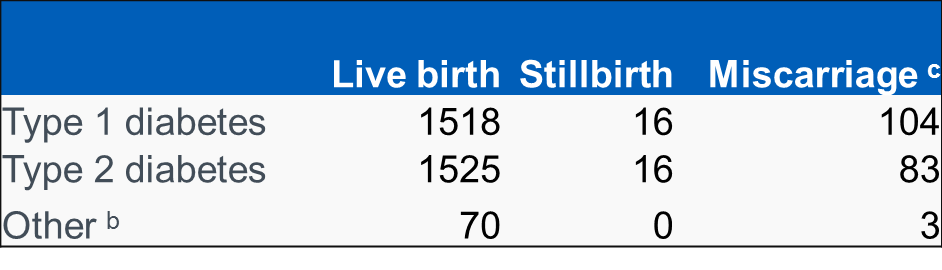 Live birth Stillbirth Miscarriage c
Type 1 diabetes 1518 16 104
Type 2 diabetes 1525 16 83
Other b 70 0 3